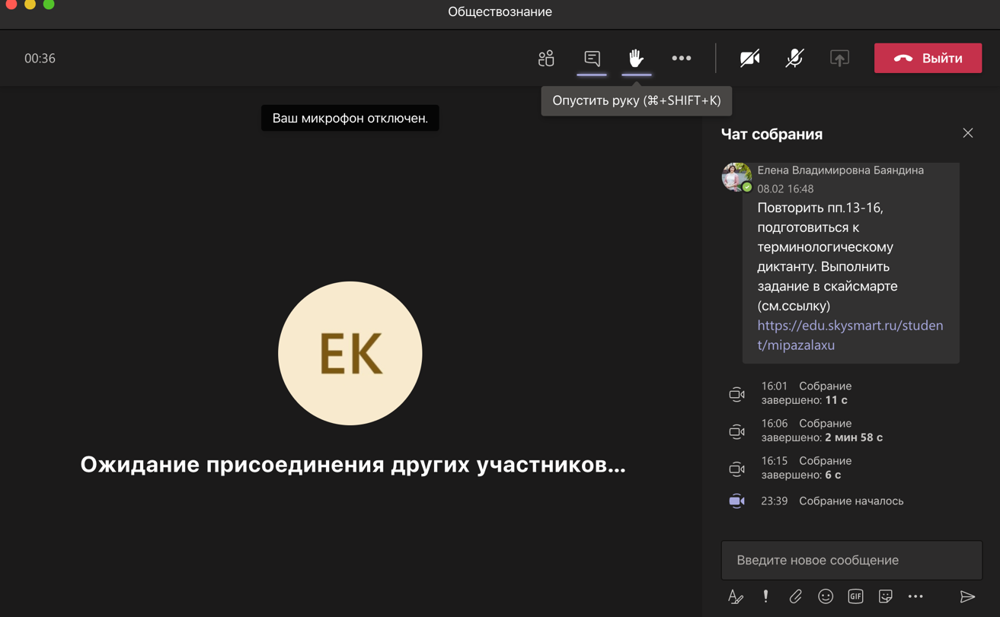 Обществознание
00:36
Выйти
Опустить руку (⌘+SHIFT+K)
Ваш микрофон отключен.
Чат собрания
Елена Владимировна Баяндина
08.02 16:48
Повторить пп.13-16,
подготовиться к
терминологическому
диктанту. Выполнить
задание в скайсмарте
(см.ссылку)
https://edu.skysmart.ru/studen
t/mipazalaxu
EK
Ожидание присоединения других участников...
16:01 Собрание
завершено: 11 с
16:06 Собрание
завершено: 2 мин 58 с
16:15 Собрание
завершено: 6 с
23:39 Собрание началось
Введите новое сообщение
GIF